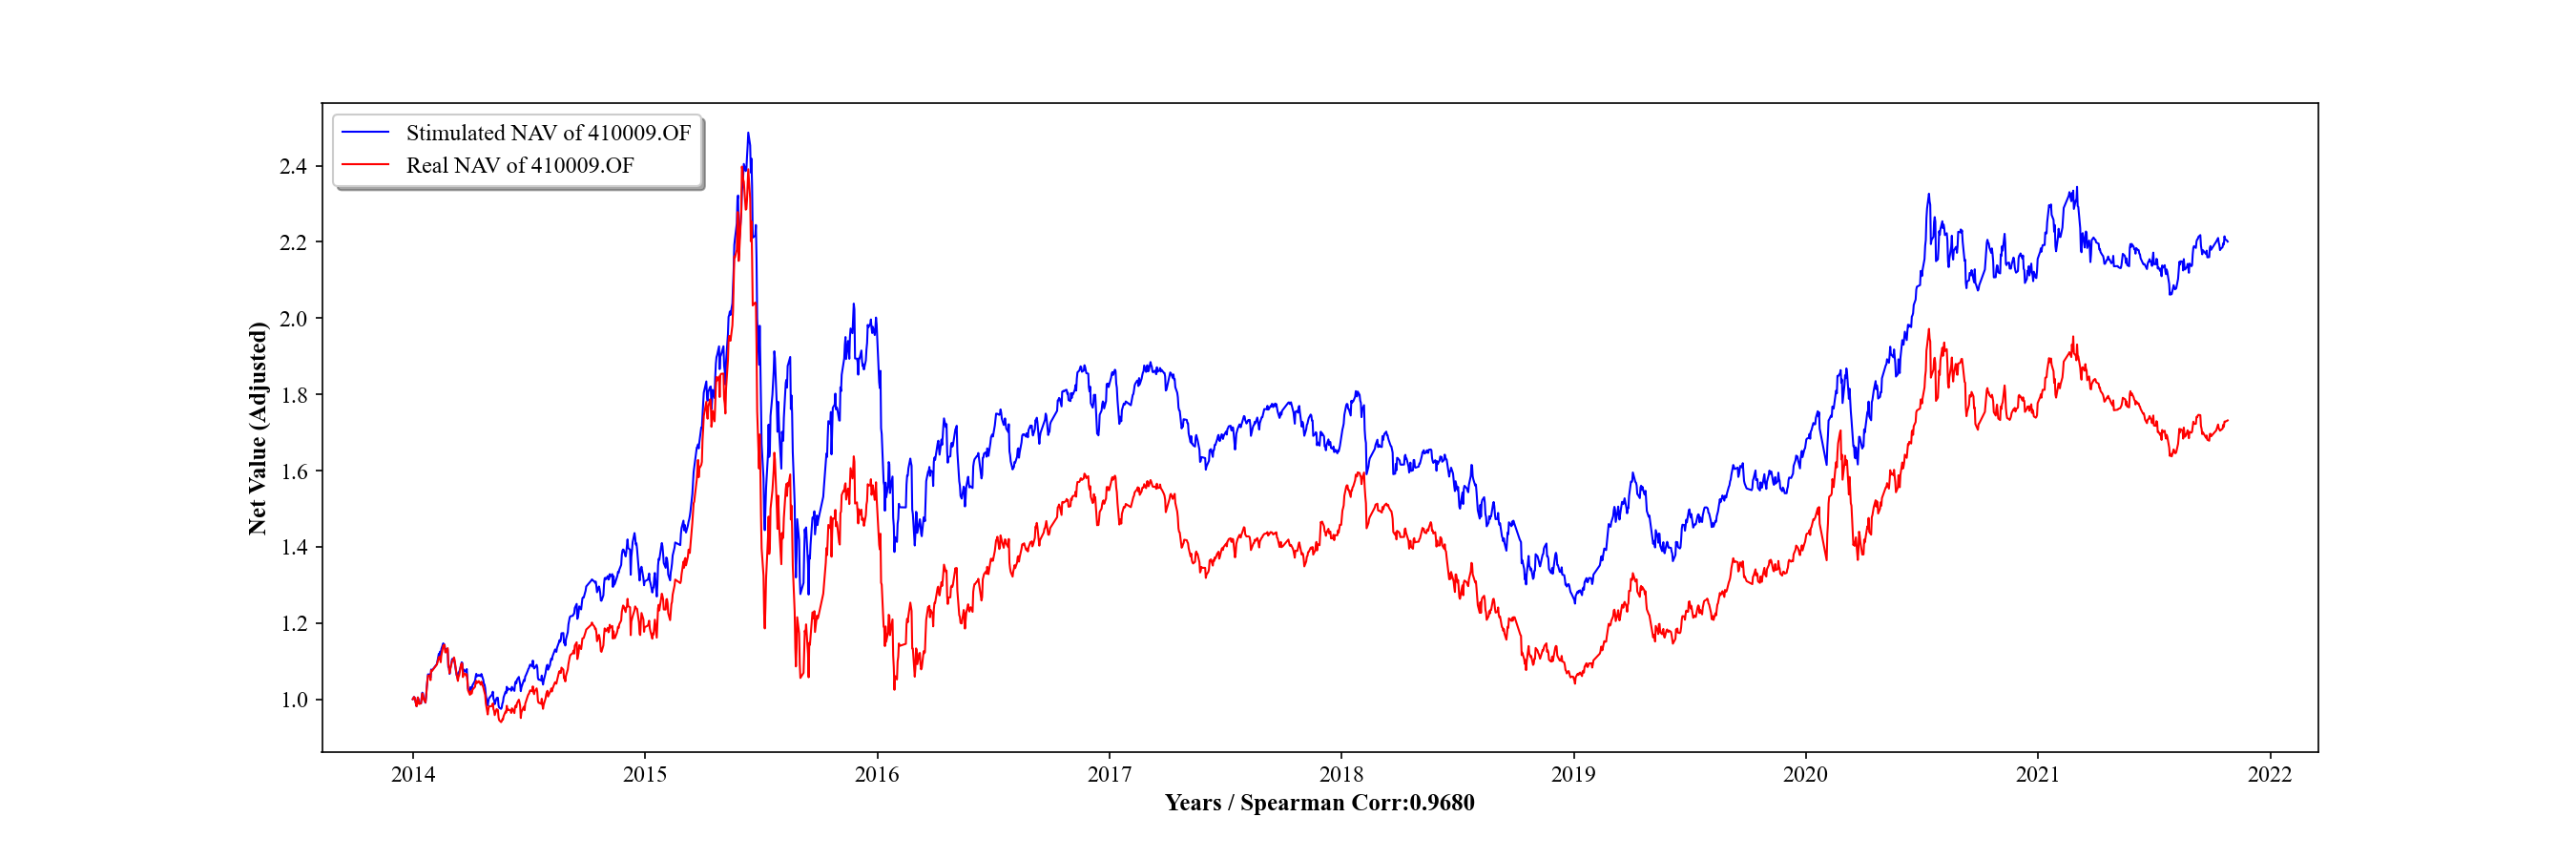 Stimulated NAV of 410009.OF
Real NAV of 410009.OF
Net Value (Adjusted)
2.4
2.2
2.0
1.8
1.6
1.4
1.2
1.0
2014 2015 2016 2017 2018 2019 2020 2021 2022
Years / Spearman Corr:0.9680